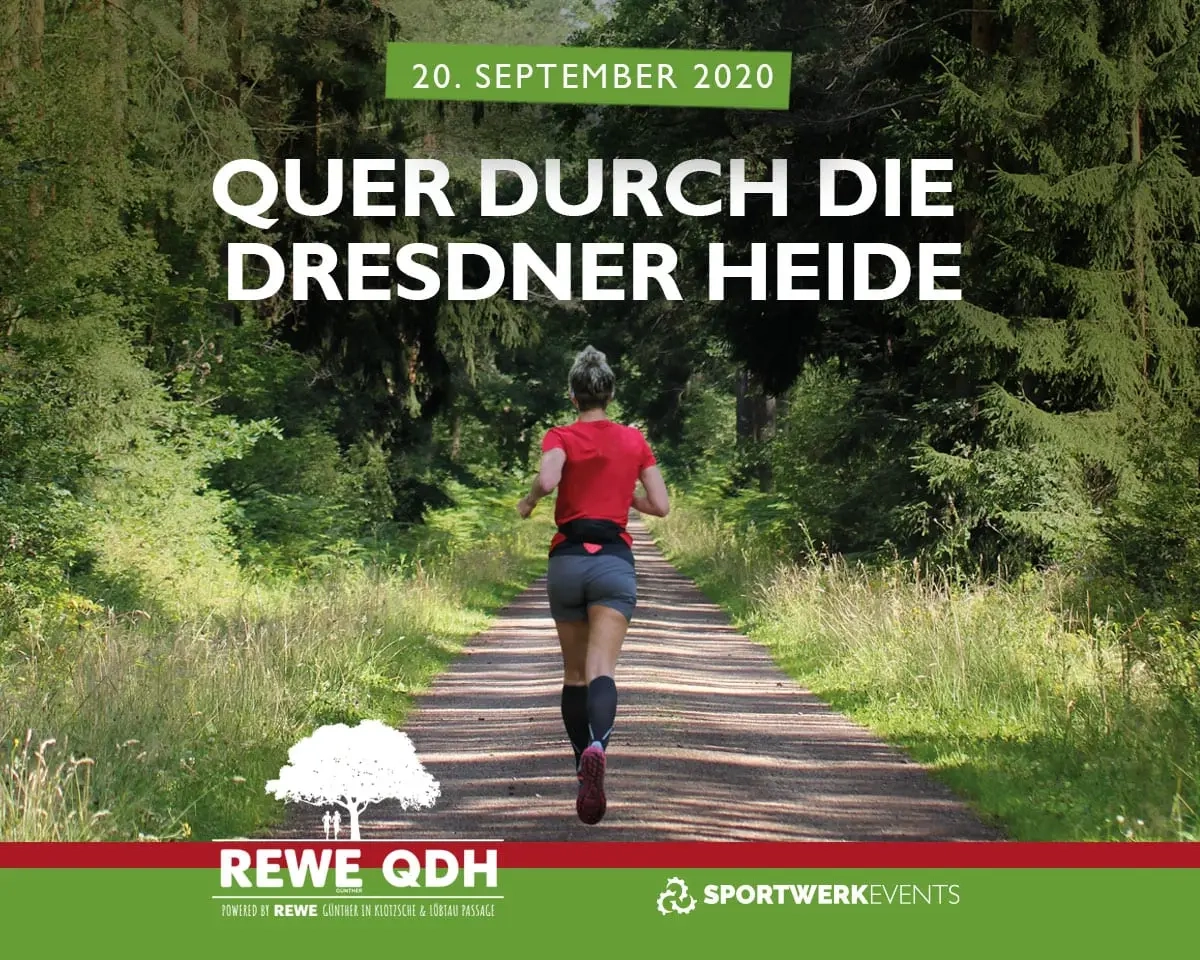 20. SEPTEMBER 2020
QUER DURCH DIE
DRESDNER HEIDE
REWE QDH
GÜNTHER
POWERED BY REWE GÜNTHER IN KLOTZSCHE & LÖBTAU PASSAGE
SPORTWERKEVENTS